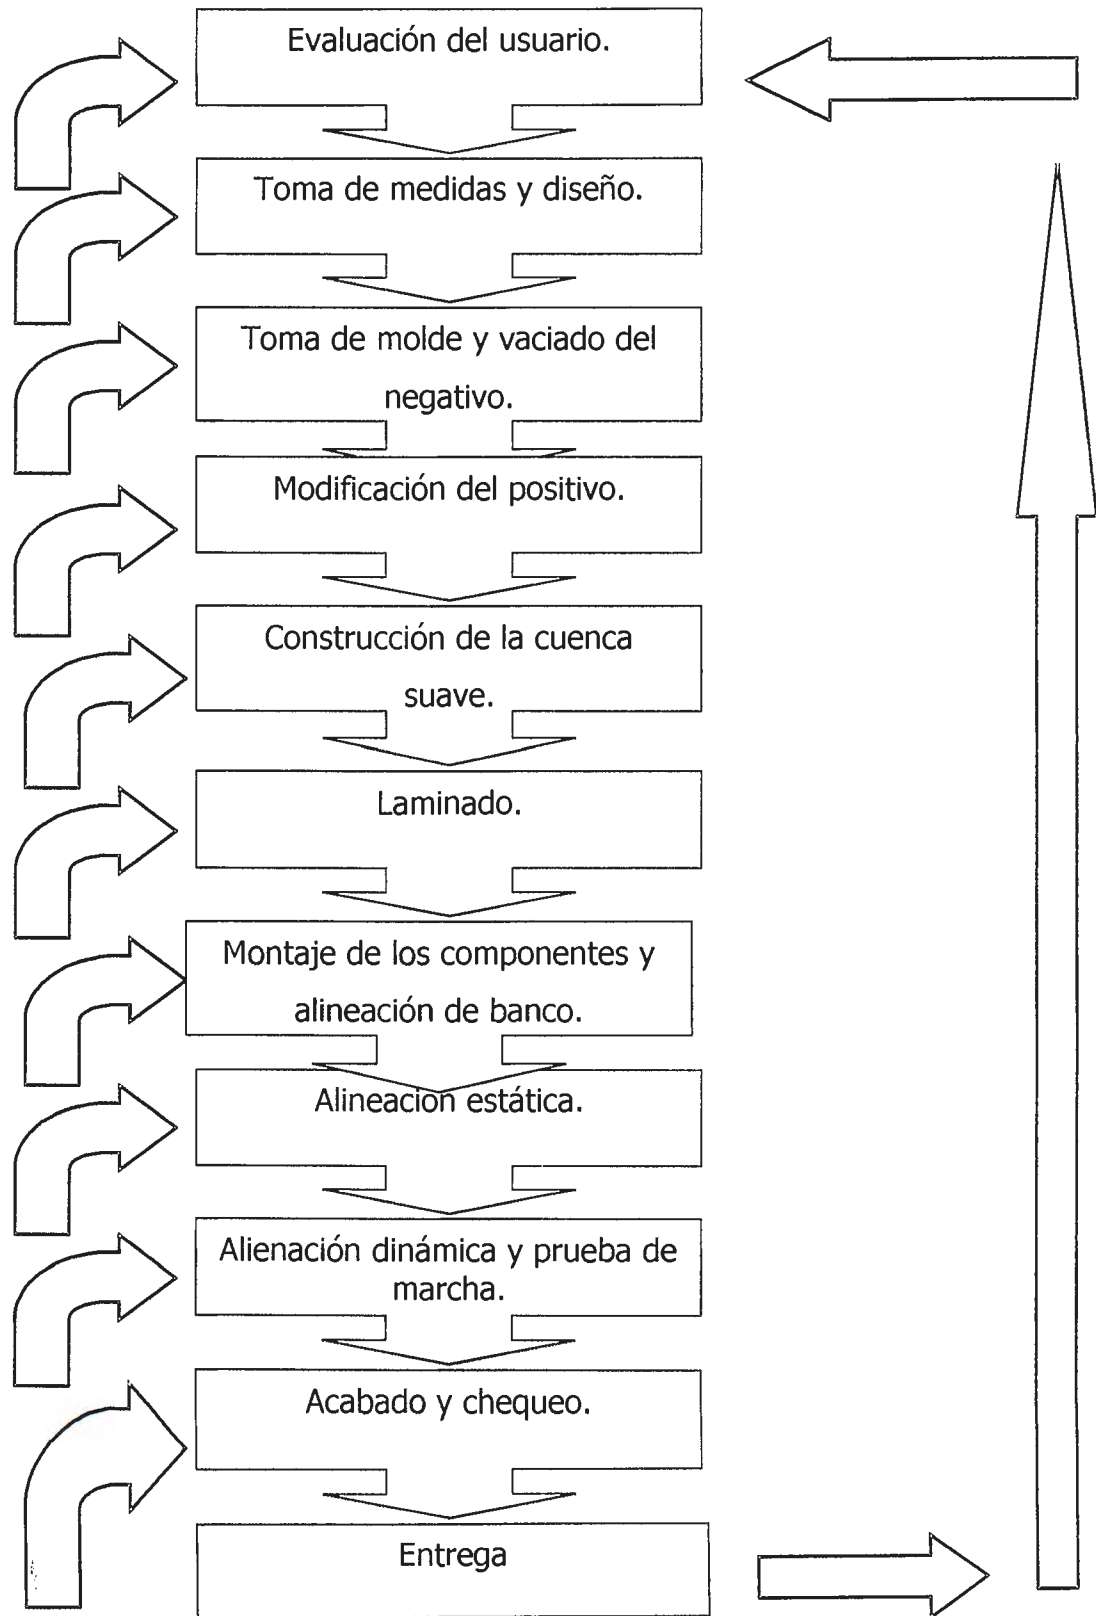 Evaluación del usuario.
Toma de medidas y diseño.
Toma de molde y vaciado del
negativo.
Modificación del positivo.
Construcción de la cuenca
suave.
Laminado.
Montaje de los componentes y
alineación de banco.
Alineacion estática.
Alienación dinámica y prueba de
marcha.
Acabado y chequeo.
Entrega